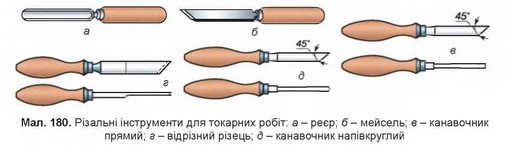 а
б
45°
в
г
45°
д
Мал. 180. Різальні інструменти для токарних робіт: а – реєр; б – мейсель; в – канавочник
прямий; г – відрізний різець; д – канавочник напівкруглий